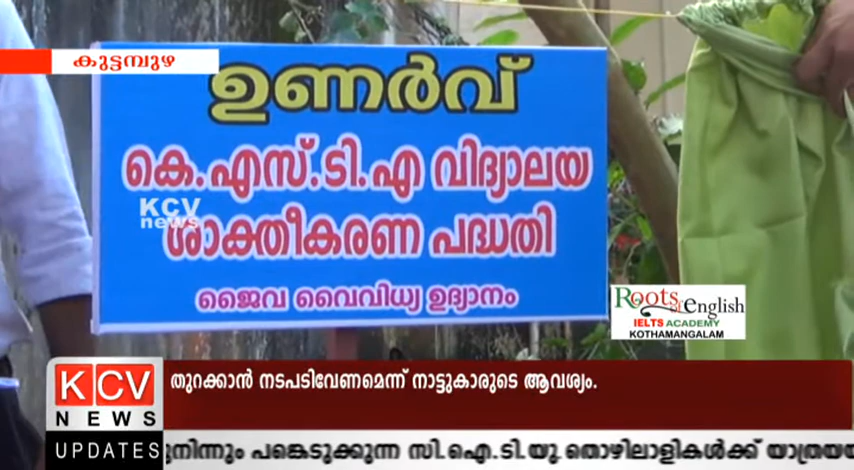 കുട്ടമ്പുഴ
ഉണർവ്
കെ.എസ്.ടി.എ വിദ്യാലയ
ശാക്തീകരണ പദ്ധതി
ജൈവ വൈവിധ്യ ഉദ്യാനം
KCV
news
Roots of English
IELTS ACADEMY
KOTHAMANGALAM
KCV
NEWS
UPDATES
തുറക്കാൻ നടപടിവേണമെന്ന് നാട്ടുകാരുടെ ആവശ്യം.
നിന്നും പങ്കെടുക്കുന്ന സി.ഐ.ടി.യു.തൊഴിലാളികൾക്ക്